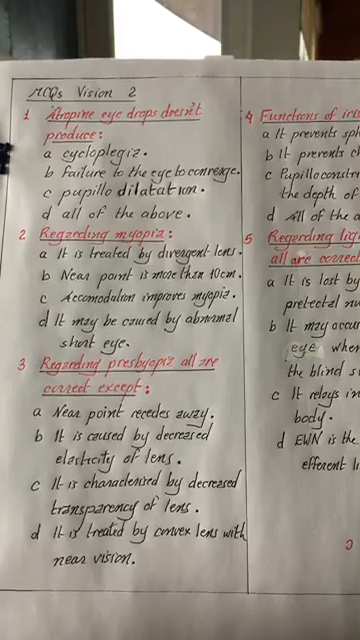 MCQs Vision 2
1 Atropine eye drops doesn't
produce:
a cycloplegia.
b Failure to the eye to converge.
c pupillo dilatation.
d all of the above.
2 Regarding myopia:
a It is treated by divergent lens.
b Near point is more than 10cm.
c Accomodation improves myopia.
d It may be caused by abnormal
short eye.
3 Regarding presbyopia all are
correct except:
a Near point recedes away.
b It is caused by decreased
elasticity of lens.
c It is characterised by decreased
transparency of lens.
d It is treated by convex lens with
near vision.
4 Functions of iris
a It prevents sph
b It prevents ch
c Pupilloconstri
the depth of
d All of the a
5 Regarding lig
all are correct
a It is lost by
pretectal nu
b It may occur
eye when
the blind s
c It relays in
body.
d EWN is the
efferent li